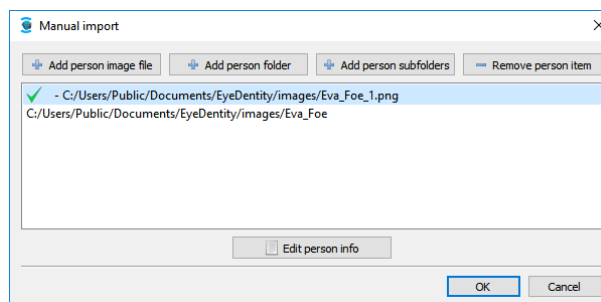 Manual import
Add person image file Add person folder Add person subfolders Remove person item
- C:/Users/Public/Documents/EyeDentity/images/Eva_Foe_1.png
C:/Users/Public/Documents/EyeDentity/images/Eva_Foe
Edit person info
OK Cancel